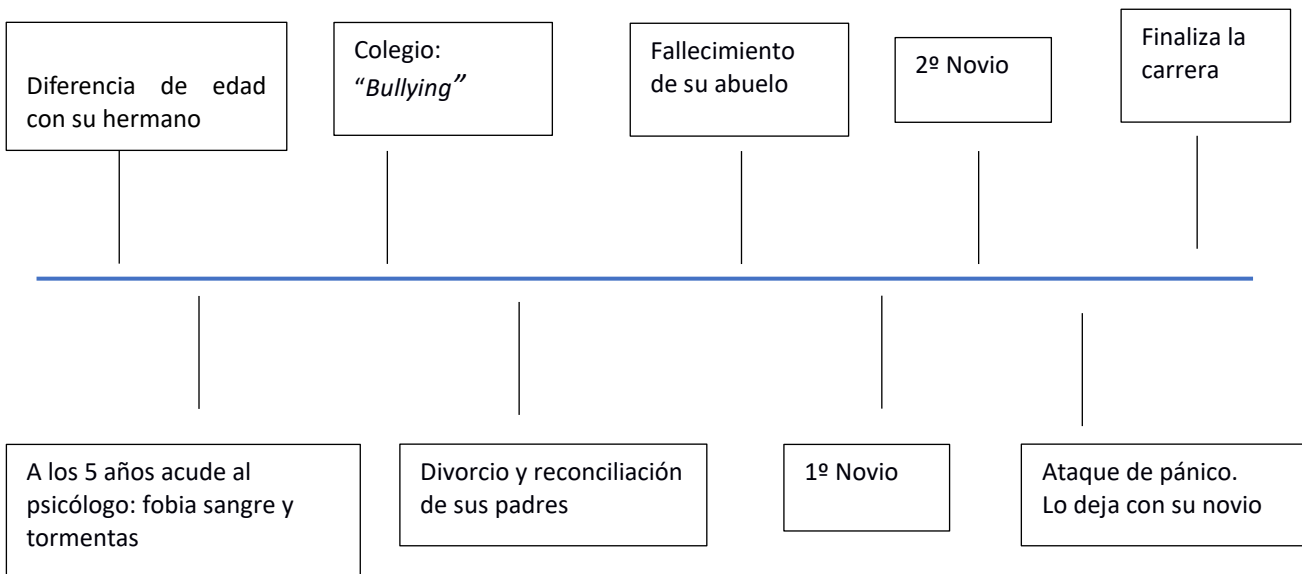 Diferencia de edad
con su hermano
Colegio:
“Bullying”
Fallecimiento
de su abuelo
2º Novio
Finaliza la
carrera
A los 5 años acude al
psicólogo: fobia sangre y
tormentas
Divorcio y reconciliación
de sus padres
1º Novio
Ataque de pánico.
Lo deja con su novio